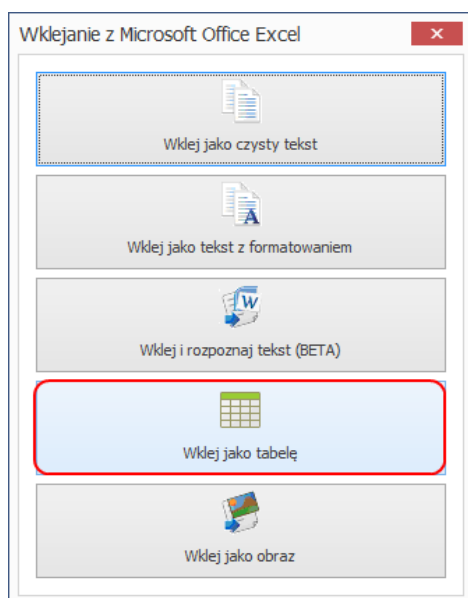 Wklejanie z Microsoft Office Excel
Wklej jako czysty tekst
Wklej jako tekst z formatowaniem
Wklej i rozpoznaj tekst (BETA)
Wklej jako tabelę
Wklej jako obraz